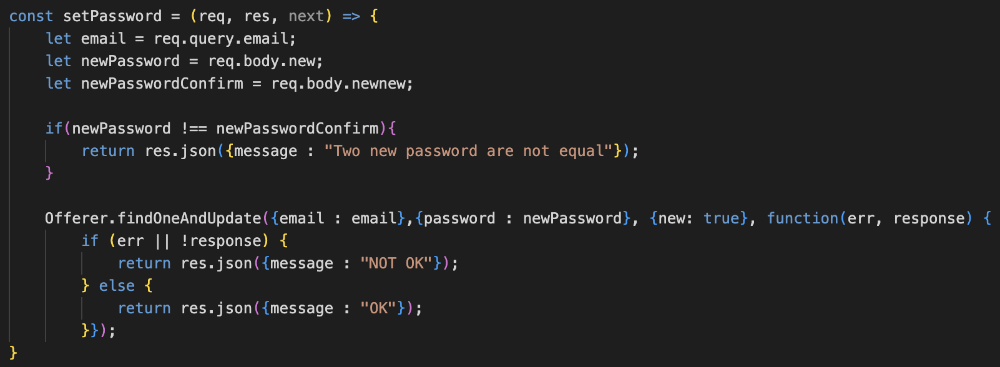 const setPassword = (req, res, next) => {
    let email = req.query.email;
    let newPassword = req.body.new;
    let newPasswordConfirm = req.body.newnew;

    if(newPassword !== newPasswordConfirm){
        return res.json({message : "Two new password are not equal"});
    }

    Offerer.findOneAndUpdate({email : email},{password : newPassword}, {new: true}, function(err, response) {
        if (err || !response) {
            return res.json({message : "NOT OK"});
        } else {
            return res.json({message : "OK"});
        }});
}